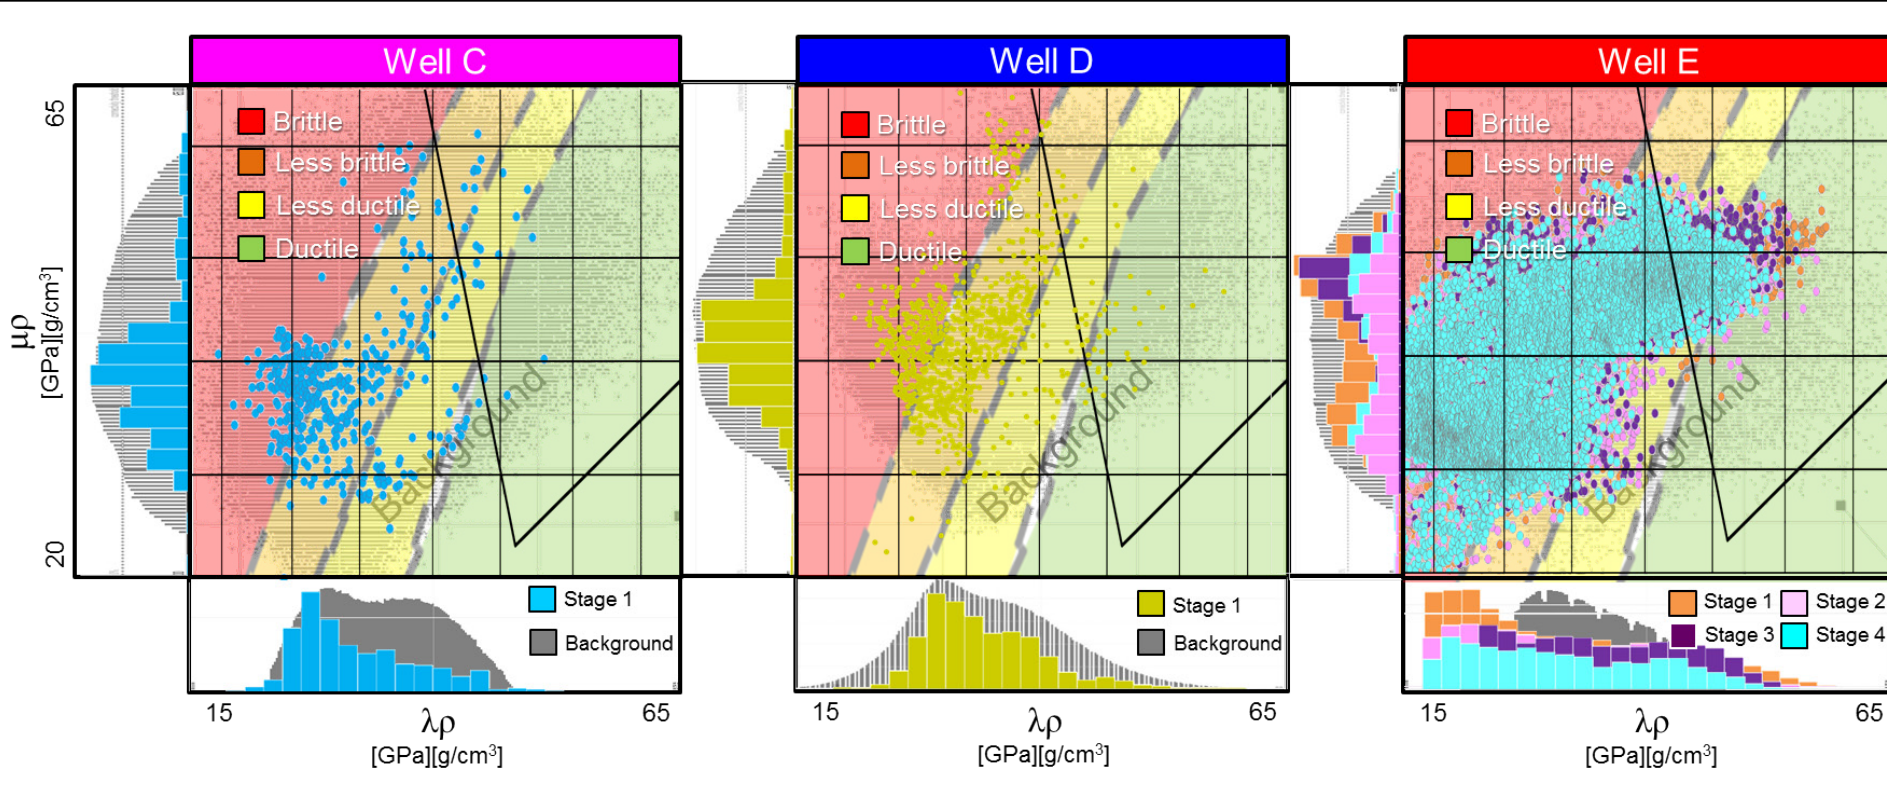 Well C
Well D
Well E
65
20
μρ
[GPa][g/cm³]
Brittle
Less brittle
Less ductile
Ductile
Background
Brittle
Less brittle
Less ductile
Ductile
Background
Brittle
Less brittle
Less ductile
Ductile
Background
Stage 1
Background
Stage 1
Background
Stage 1
Stage 2
Stage 3
Stage 4
15
λρ
65
[GPa][g/cm³]
15
λρ
65
[GPa][g/cm³]
15
λρ
65
[GPa][g/cm³]